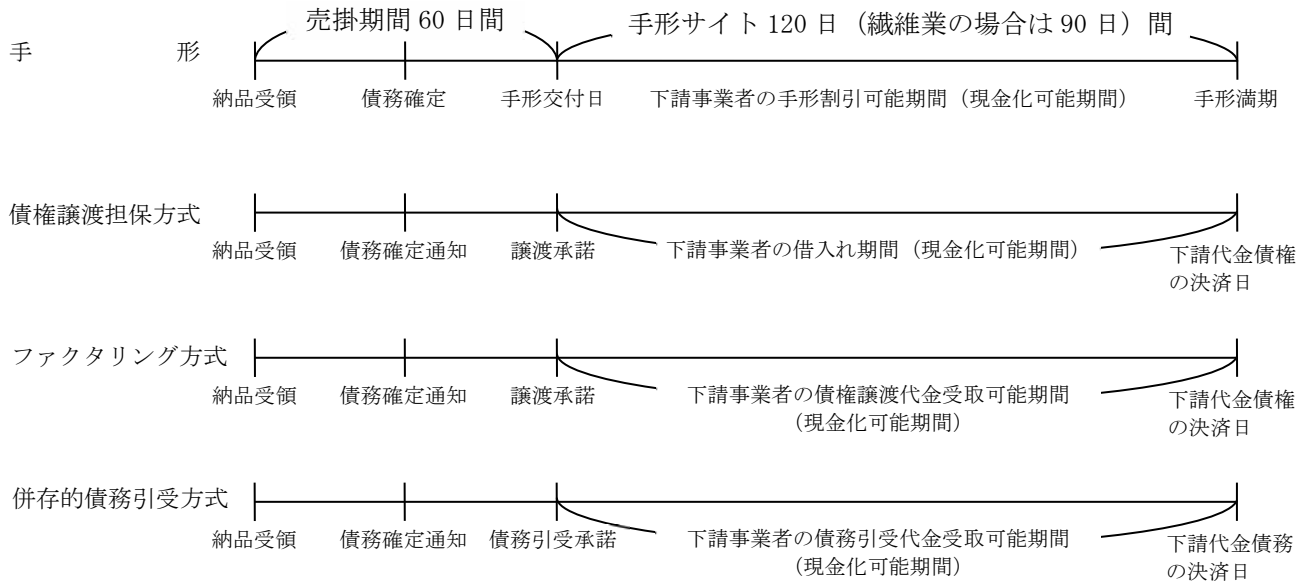 売掛期間 60 日間
手形サイト 120 日（繊維業の場合は 90 日）間
手形
納品受領
債務確定
手形交付日
下請事業者の手形割引可能期間（現金化可能期間）
手形満期
債権譲渡担保方式
納品受領
債務確定通知
譲渡承諾
下請事業者の借入れ期間（現金化可能期間）
下請代金債権
の決済日
ファクタリング方式
納品受領
債務確定通知
譲渡承諾
下請事業者の債権譲渡代金受取可能期間
（現金化可能期間）
下請代金債権
の決済日
併存的債務引受方式
納品受領
債務確定通知
債務引受承諾
下請事業者の債務引受代金受取可能期間
（現金化可能期間）
下請代金債務
の決済日